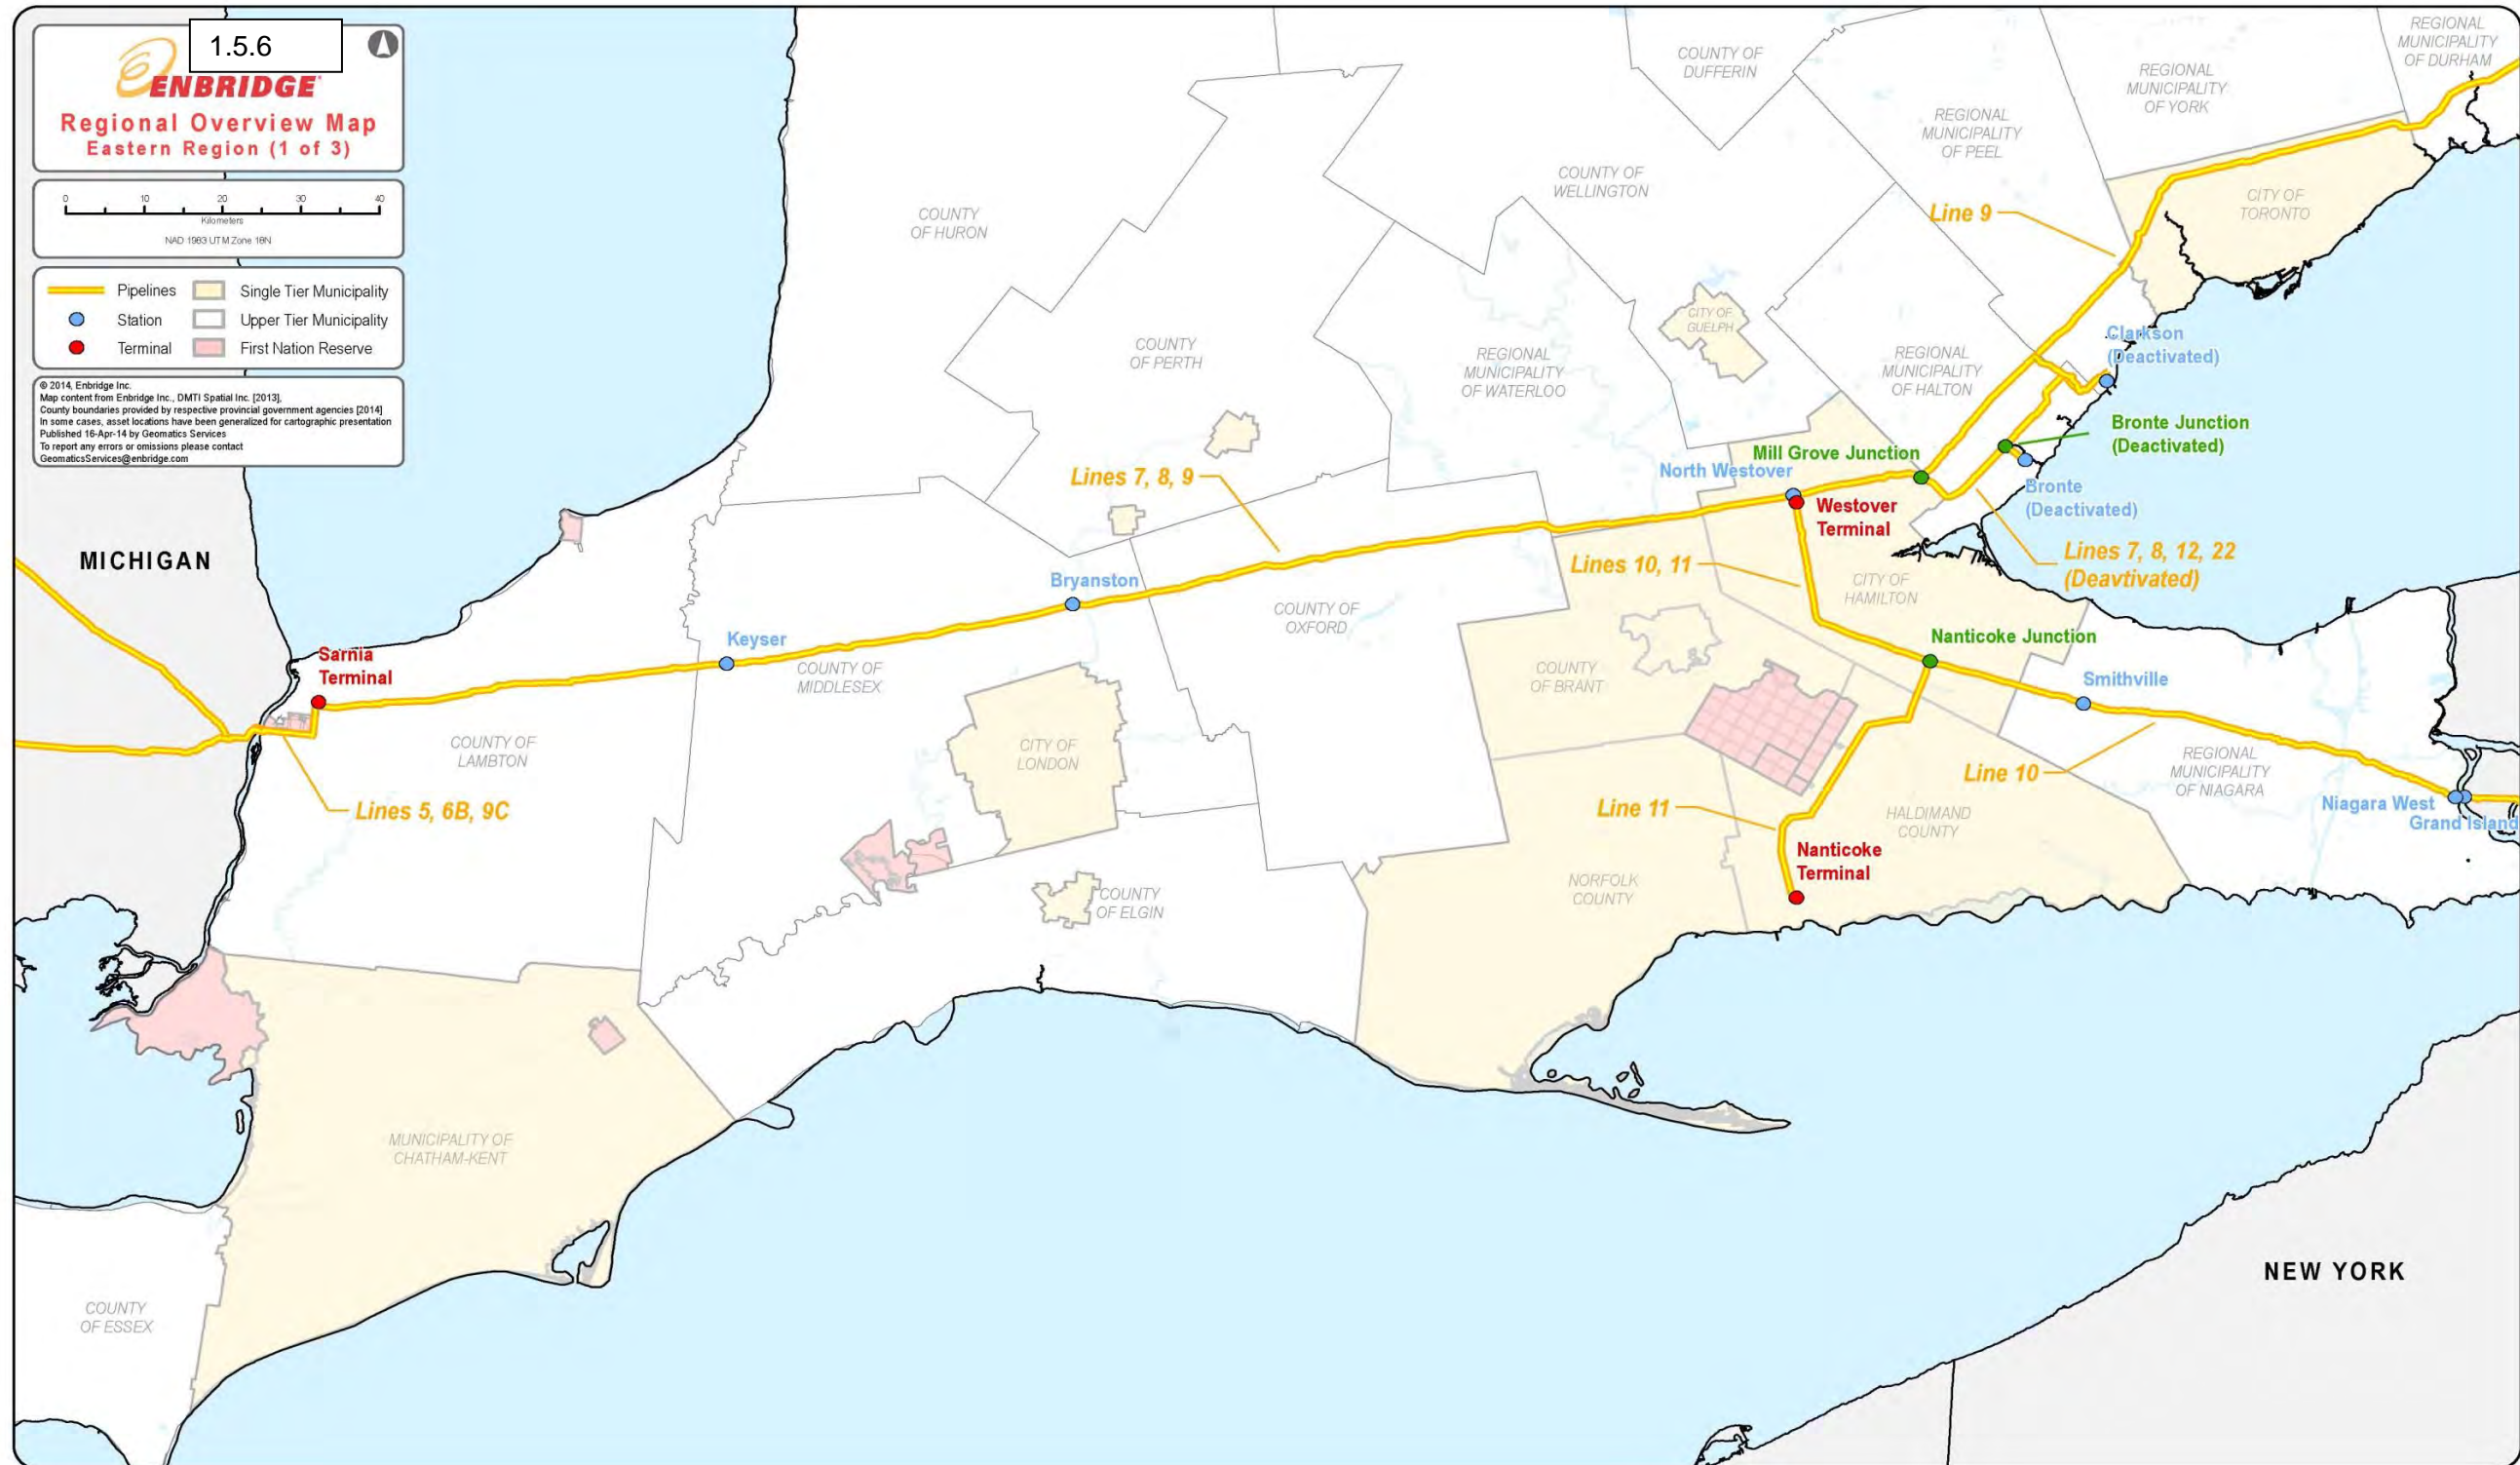 1.5.6
ENBRIDGE
Regional Overview Map
Eastern Region (1 of 3)
0 10 20 30 40
Kilometers
NAD 1983 UTM Zone 16N
Pipelines
Single Tier Municipality
Station
Upper Tier Municipality
Terminal
First Nation Reserve
© 2014, Enbridge Inc.
Map content from Enbridge Inc., DMTI Spatial Inc. [2013],
County boundaries provided by respective provincial government agencies [2014]
In some cases, asset locations have been generalized for cartographic presentation
Published 16-Apr-14 by Geomatics Services
To report any errors or omissions please contact
GeomaticsServices@enbridge.com
REGIONAL
MUNICIPALITY
OF DURHAM
COUNTY OF
DUFFERIN
REGIONAL
MUNICIPALITY
OF YORK
REGIONAL
MUNICIPALITY
OF PEEL
COUNTY OF
WELLINGTON
COUNTY
OF HURON
Line 9
CITY OF
TORONTO
CITY OF
GUELPH
COUNTY
OF PERTH
REGIONAL
MUNICIPALITY
OF WATERLOO
REGIONAL
MUNICIPALITY
OF HALTON
Clarkson
(Deactivated)
Bronte Junction
(Deactivated)
Mill Grove Junction
North Westover
Lines 7, 8, 9
Westover
Terminal
Bronte
(Deactivated)
MICHIGAN
Lines 10, 11
Lines 7, 8, 12, 22
(Deavtivated)
Bryanston
CITY OF
HAMILTON
COUNTY OF
OXFORD
Keyser
Nanticoke Junction
Sarnia
Terminal
COUNTY OF
MIDDLESEX
COUNTY
OF BRANT
Smithville
COUNTY OF
LAMBTON
CITY OF
LONDON
Line 10
REGIONAL
MUNICIPALITY
OF NIAGARA
Lines 5, 6B, 9C
Line 11
HALDIMAND
COUNTY
Niagara West
Grand Island
Nanticoke
Terminal
NORFOLK
COUNTY
COUNTY
OF ELGIN
MUNICIPALITY OF
CHATHAM-KENT
NEW YORK
COUNTY
OF ESSEX